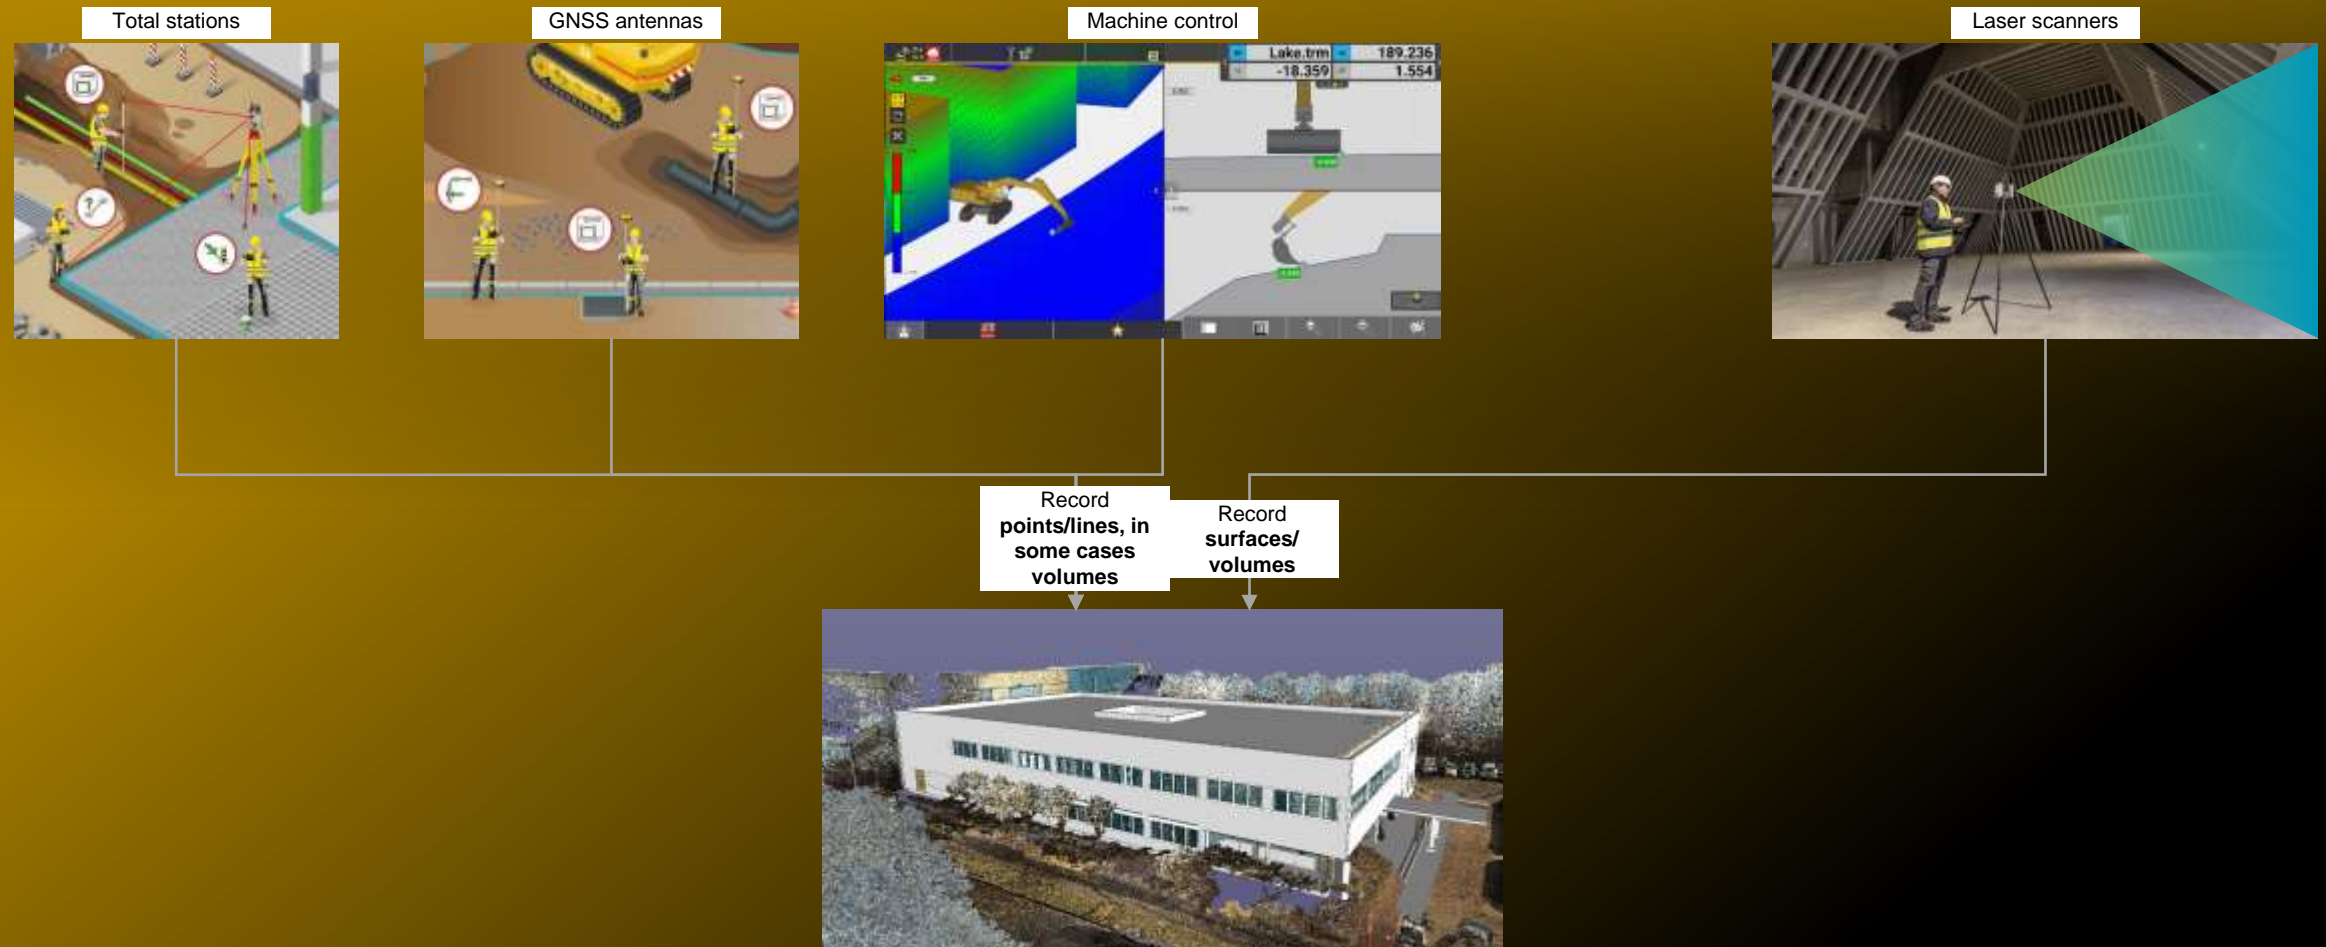 Total stations
GNSS antennas
Machine control
Laser scanners
Lake.trm
189.236
-18.359
1.554
Record
points/lines, in
some cases
volumes
Record
surfaces/
volumes